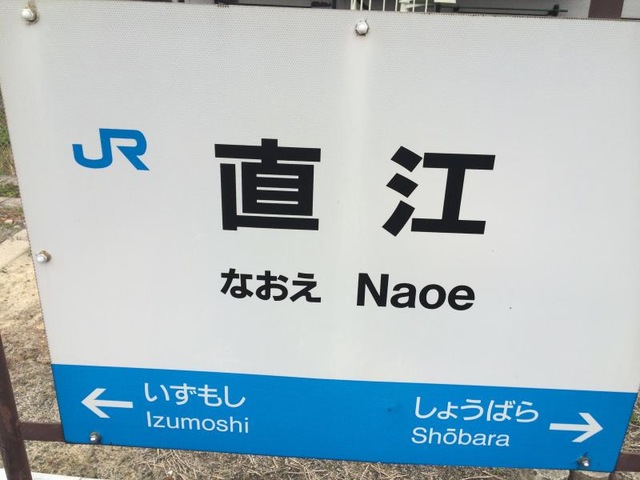 JR
直江
なおえ Naoe
← いずもし
Izumoshi
しょうばら →
Shōbara